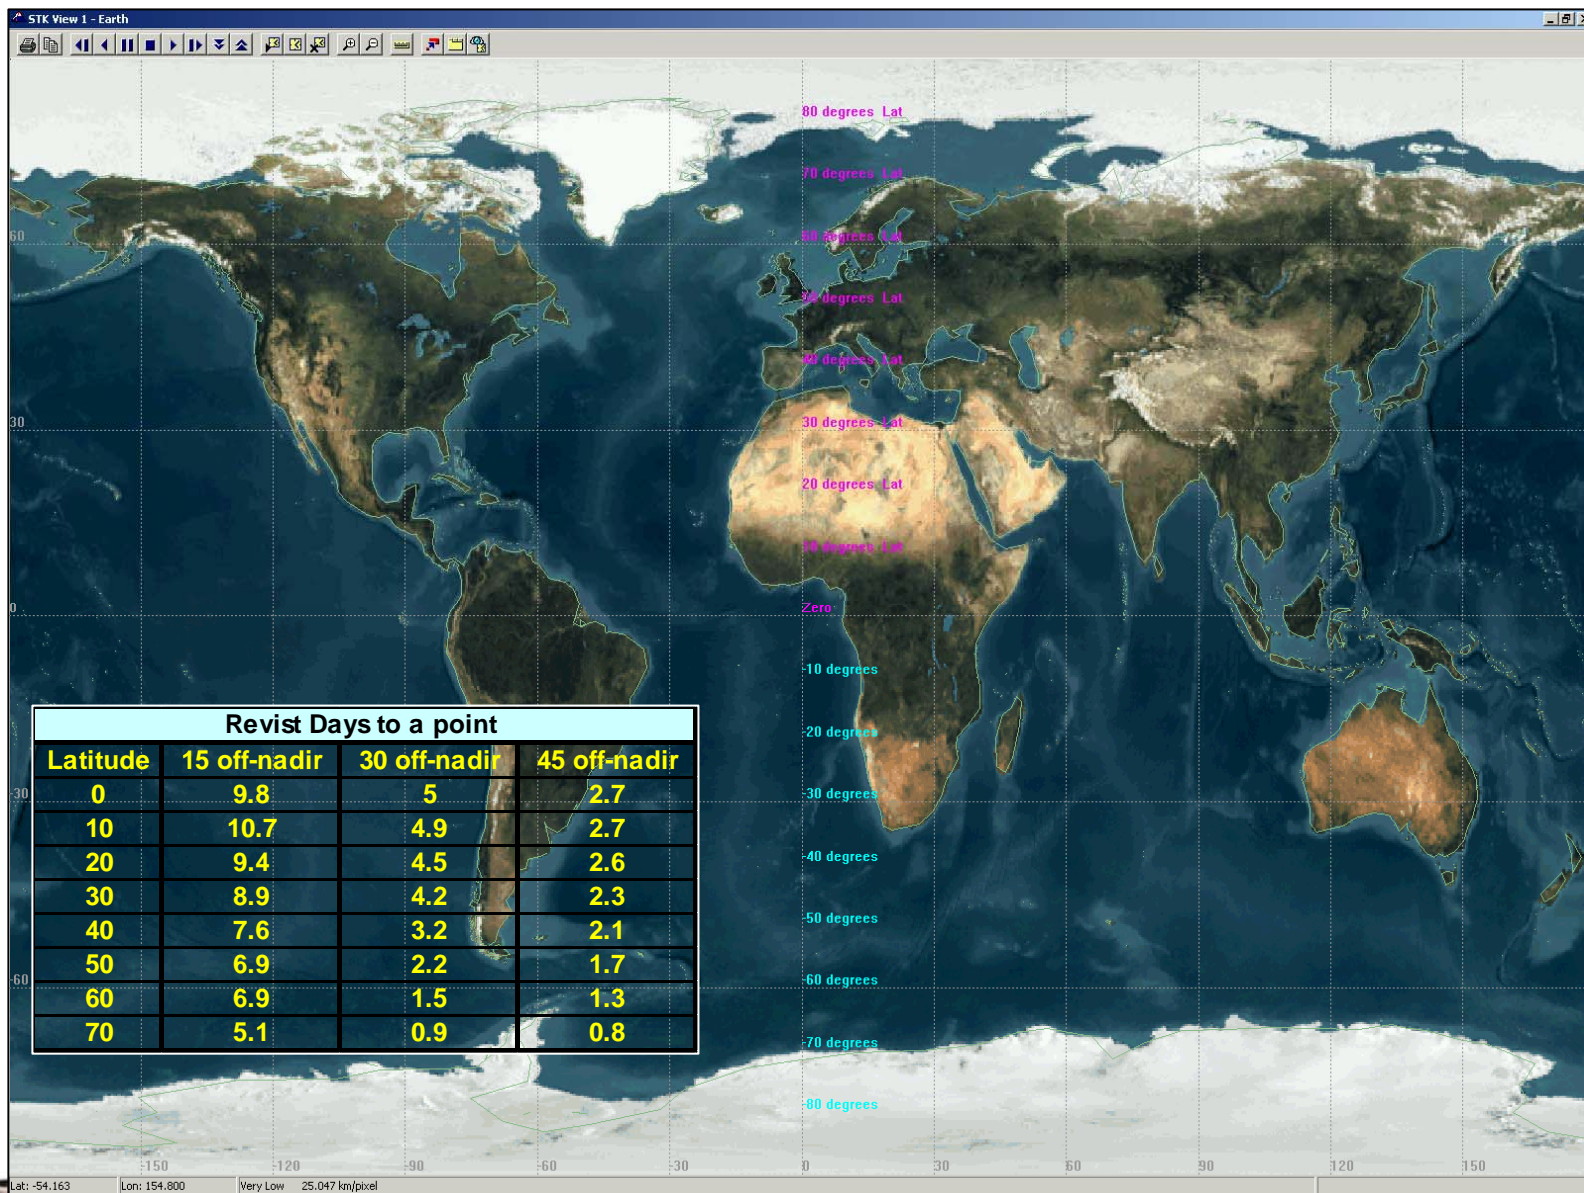 STK View 1 - Earth
80 degrees Lat
70 degrees Lat
60 degrees Lat
60
50 degrees Lat
40 degrees Lat
30 degrees Lat
30
20 degrees Lat
10 degrees Lat
0
Zero
-10 degrees
-20 degrees
-30 degrees
-30
-40 degrees
-50 degrees
-60 degrees
-60
-70 degrees
-80 degrees
Revist Days to a point
Latitude 15 off-nadir 30 off-nadir 45 off-nadir
0 9.8 5 2.7
10 10.7 4.9 2.7
20 9.4 4.5 2.6
30 8.9 4.2 2.3
40 7.6 3.2 2.1
50 6.9 2.2 1.7
60 6.9 1.5 1.3
70 5.1 0.9 0.8
-150 -120 -90 -60 -30 0 30 60 90 120 150
Lat: -54.163 Lon: 154.800 Very Low 25.047 km/pixel